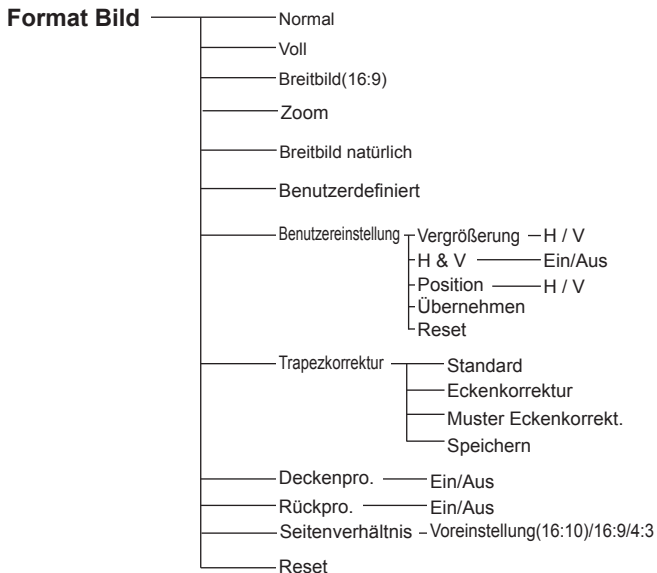 Format Bild
Normal
Voll
Breitbild(16:9)
Zoom
Breitbild natürlich
Benutzerdefiniert
Benutzereinstellung Vergrößerung H / V
H & V Ein/Aus
Position H / V
Übernehmen
Reset
Trapezkorrektur Standard
Eckenkorrektur
Muster Eckenkorrekt.
Speichern
Deckenpro. Ein/Aus
Rückpro. Ein/Aus
Seitenverhältnis Voreinstellung(16:10)/16:9/4:3
Reset